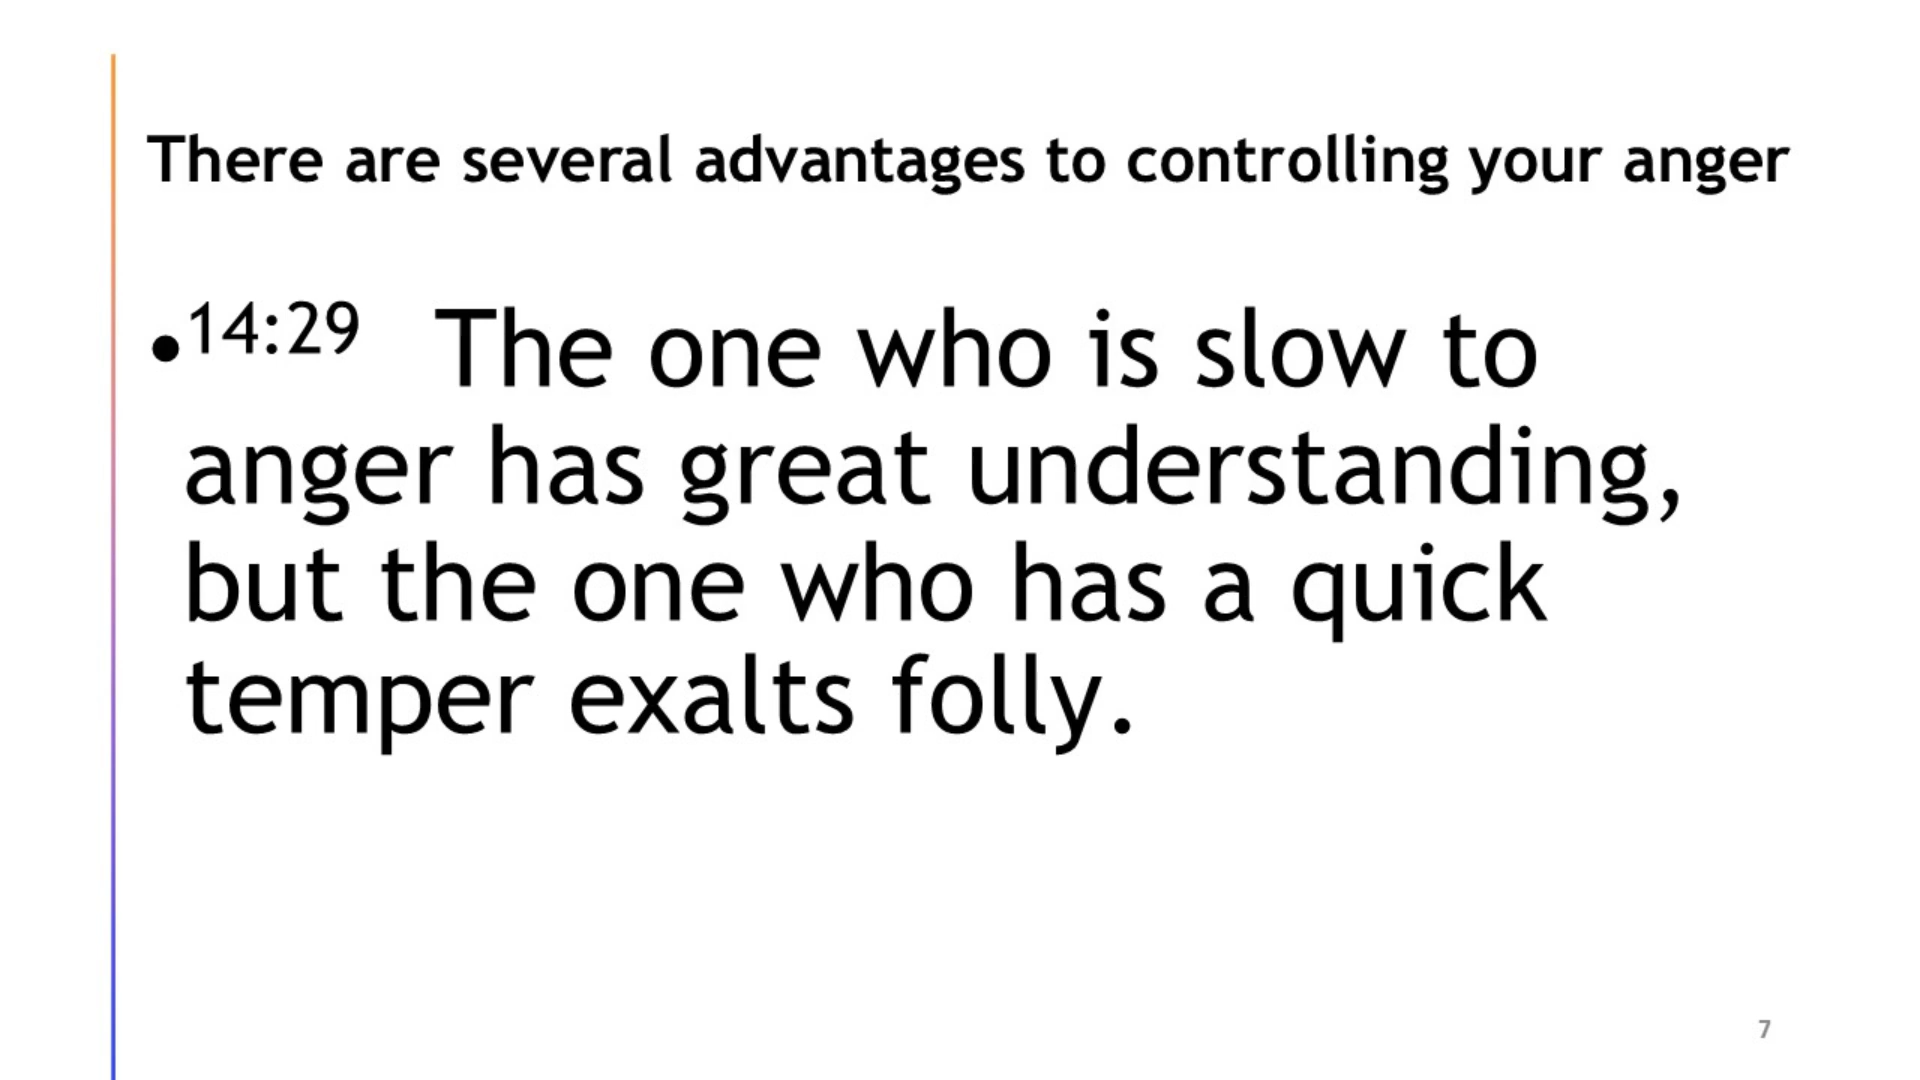 There are several advantages to controlling your anger
•14:29 The one who is slow to
anger has great understanding,
but the one who has a quick
temper exalts folly.
7